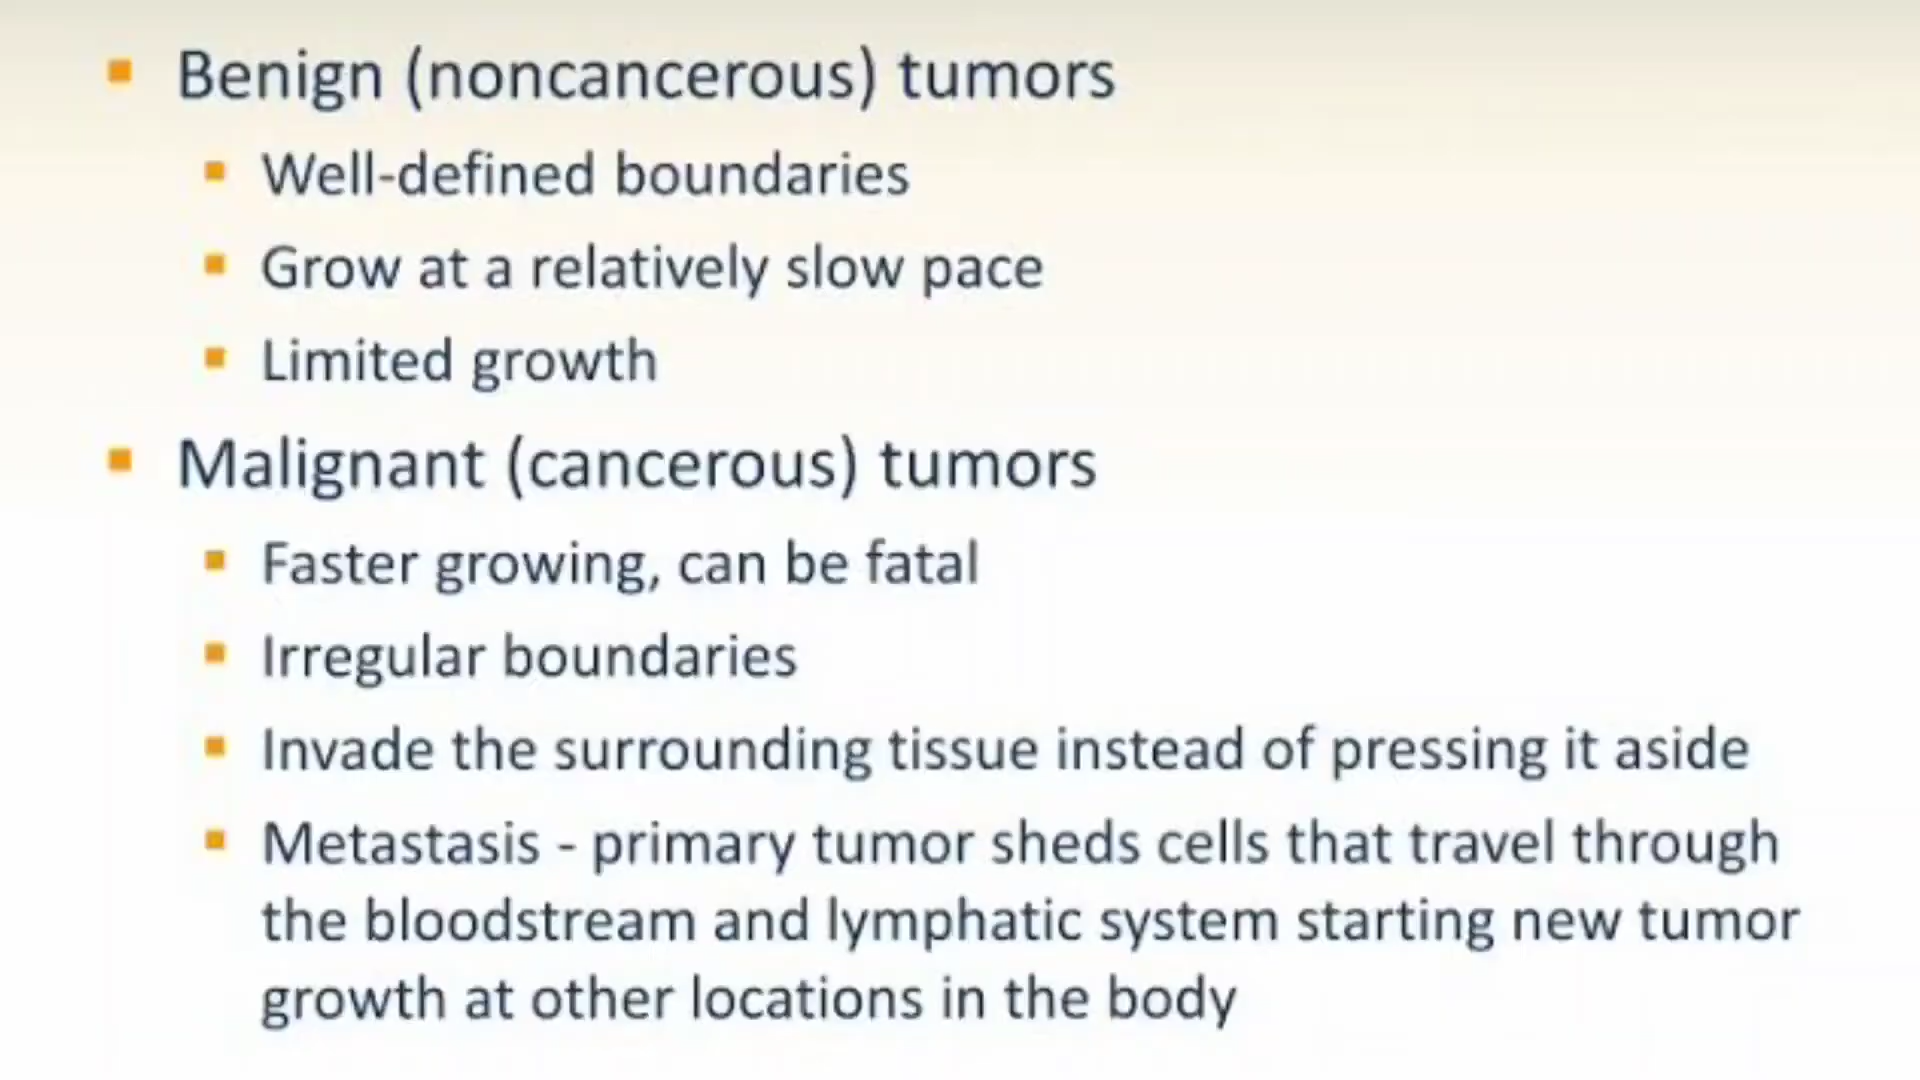 Benign (noncancerous) tumors
Well-defined boundaries
Grow at a relatively slow pace
Limited growth
Malignant (cancerous) tumors
Faster growing, can be fatal
Irregular boundaries
Invade the surrounding tissue instead of pressing it aside
Metastasis - primary tumor sheds cells that travel through
the bloodstream and lymphatic system starting new tumor
growth at other locations in the body